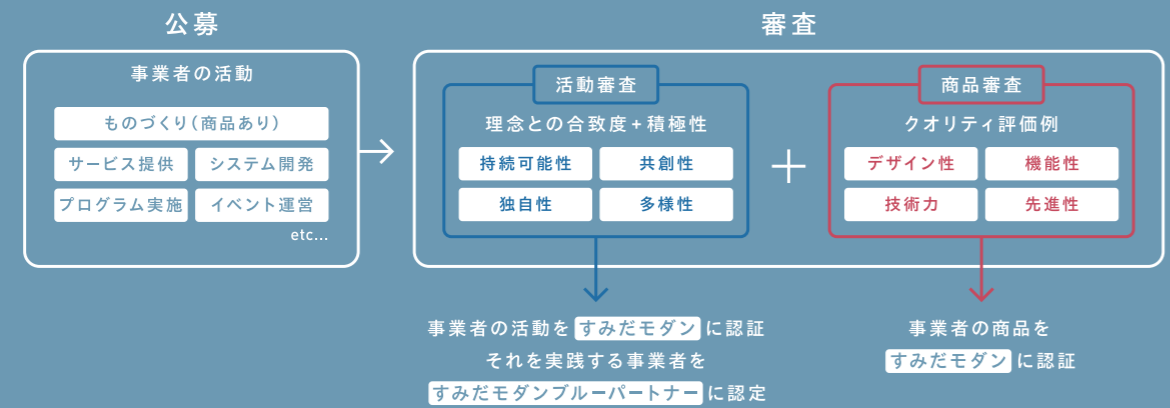 公募
事業者の活動
ものづくり(商品あり)
サービス提供
システム開発
プログラム実施
イベント運営
etc...
審査
活動審査
理念との合致度+積極性
持続可能性
共創性
独自性
多様性
+
商品審査
クオリティ評価例
デザイン性
機能性
技術力
先進性
事業者の活動を すみだモダン に認証
それを実践する事業者を
すみだモダンブルーパートナー に認定
事業者の商品を
すみだモダン に認証